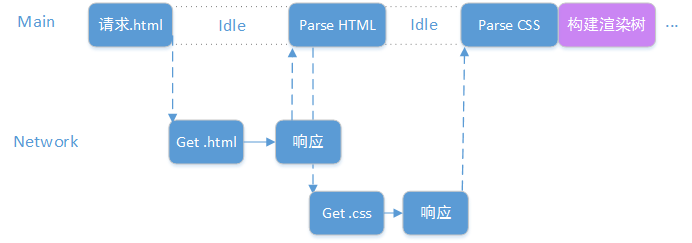 Main
请求.html
Idle
Parse HTML
Idle
Parse CSS
构建渲染树
...
Network
Get .html
响应
Get .css
响应